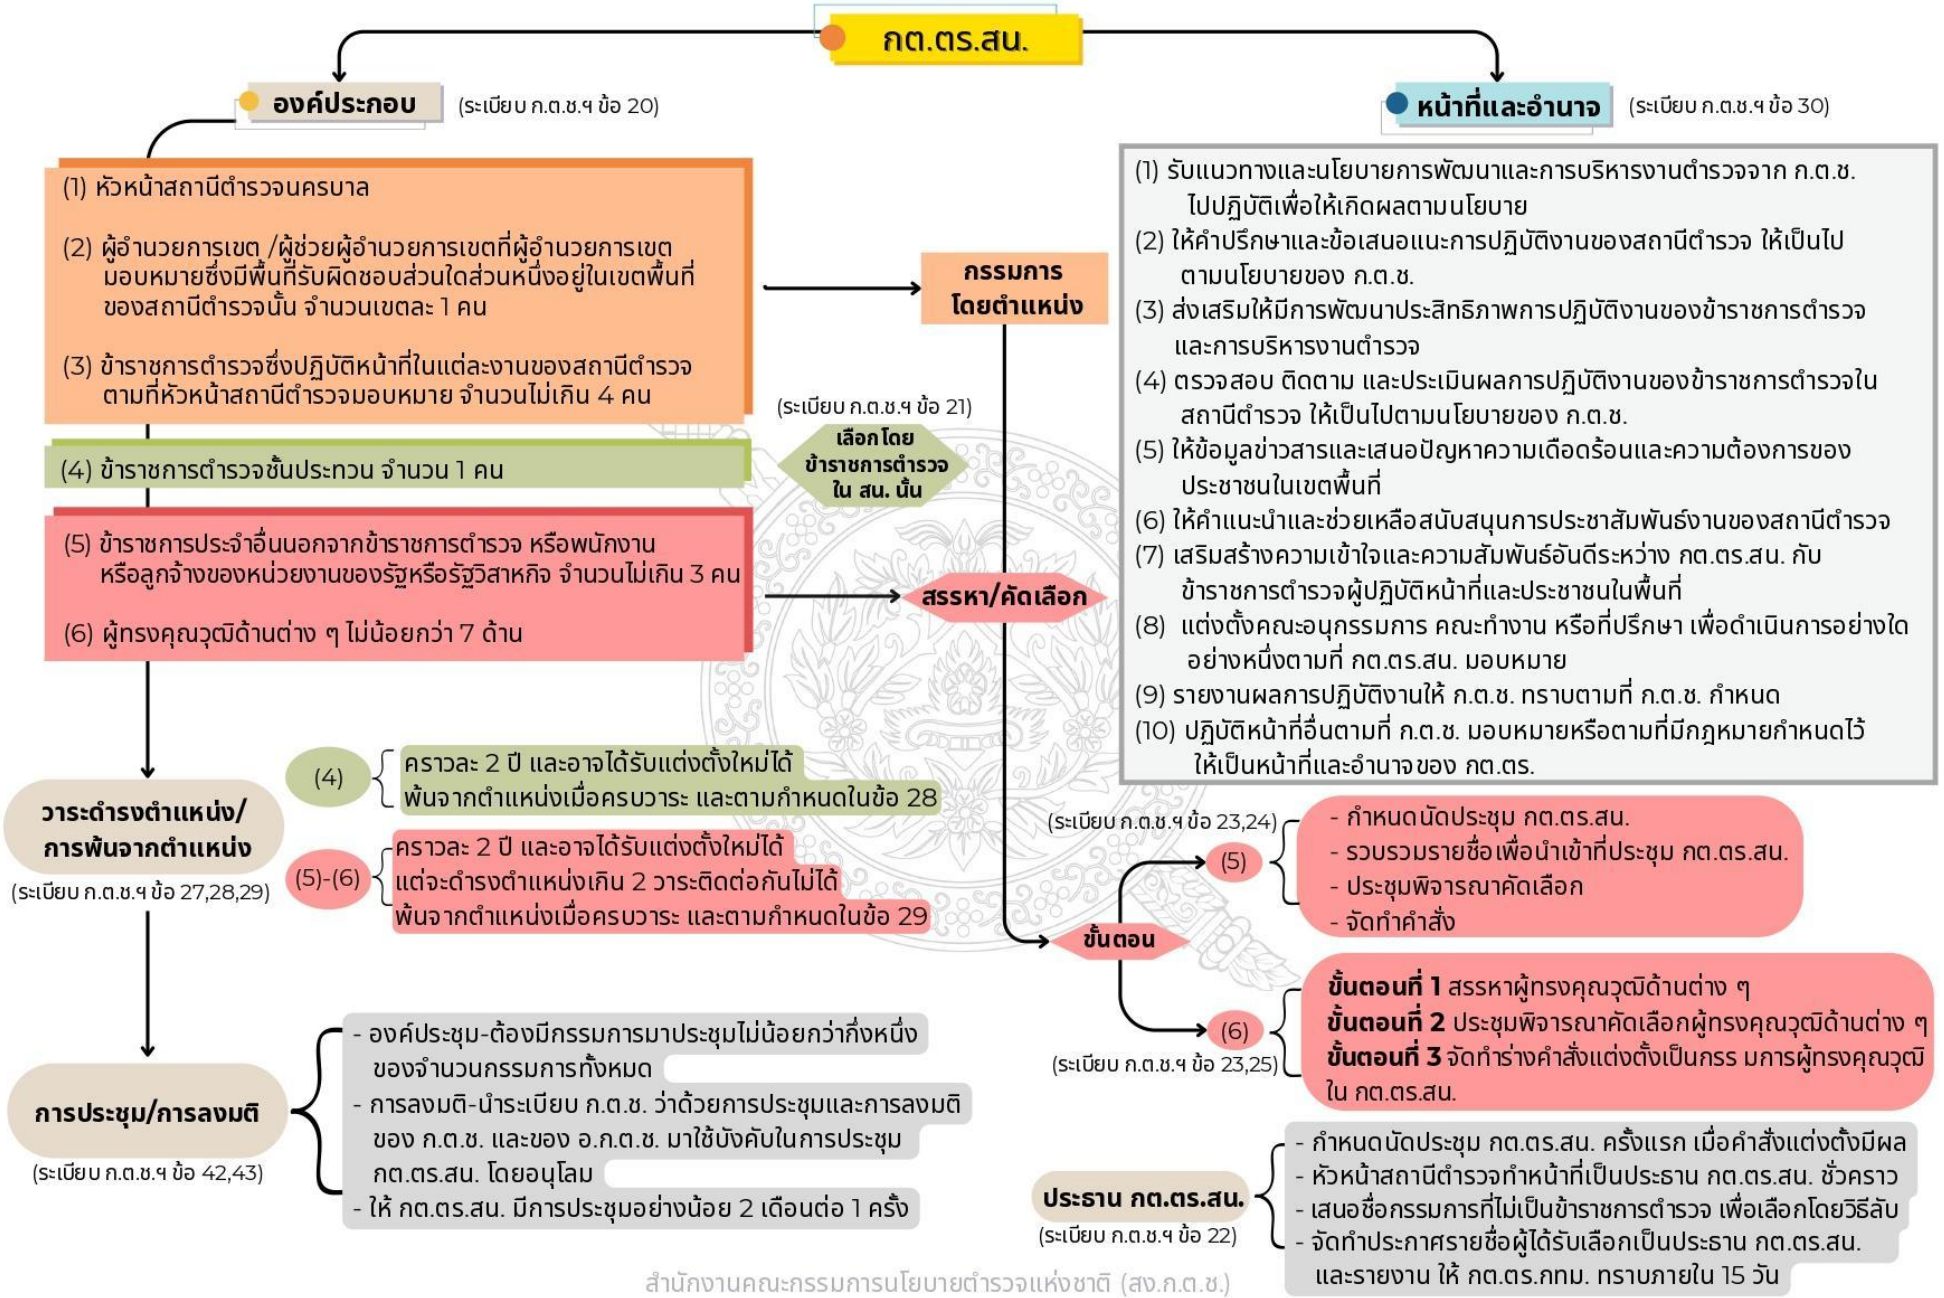 กต.ตร.สน.
องค์ประกอบ
(ระเบียบ ก.ต.ช.ฯ ข้อ 20)
(1) หัวหน้าสถานีตำรวจนครบาล
(2) ผู้อำนวยการเขต /ผู้ช่วยผู้อำนวยการเขตที่ผู้อำนวยการเขต
มอบหมายซึ่งมีพื้นที่รับผิดชอบส่วนใดส่วนหนึ่งอยู่ในเขตพื้นที่
ของสถานีตำรวจนั้น จำนวนเขตละ 1 คน
(3) ข้าราชการตำรวจซึ่งปฏิบัติหน้าที่ในแต่ละงานของสถานีตำรวจ
ตามที่หัวหน้าสถานีตำรวจมอบหมาย จำนวนไม่เกิน 4 คน
กรรมการ
โดยตำแหน่ง
(4) ข้าราชการตำรวจชั้นประทวน จำนวน 1 คน
(ระเบียบ ก.ต.ช.ฯ ข้อ 21)
เลือกโดย
ข้าราชการตำรวจ
ใน สน. นั้น
(5) ข้าราชการประจำอื่นนอกจากข้าราชการตำรวจ หรือพนักงาน
หรือลูกจ้างของหน่วยงานของรัฐหรือรัฐวิสาหกิจ จำนวนไม่เกิน 3 คน
(6) ผู้ทรงคุณวุฒิด้านต่าง ๆ ไม่น้อยกว่า 7 ด้าน
สรรหา/คัดเลือก
หน้าที่และอำนาจ
(ระเบียบ ก.ต.ช.ฯ ข้อ 30)
(1) รับแนวทางและนโยบายการพัฒนาและการบริหารงานตำรวจจาก ก.ต.ช.
ไปปฏิบัติเพื่อให้เกิดผลตามนโยบาย
(2) ให้คำปรึกษาและข้อเสนอแนะการปฏิบัติงานของสถานีตำรวจ ให้เป็นไป
ตามนโยบายของ ก.ต.ช.
(3) ส่งเสริมให้มีการพัฒนาประสิทธิภาพการปฏิบัติงานของข้าราชการตำรวจ
และการบริหารงานตำรวจ
(4) ตรวจสอบ ติดตาม และประเมินผลการปฏิบัติงานของข้าราชการตำรวจใน
สถานีตำรวจ ให้เป็นไปตามนโยบายของ ก.ต.ช.
(5) ให้ข้อมูลข่าวสารและเสนอปัญหาความเดือดร้อนและความต้องการของ
ประชาชนในเขตพื้นที่
(6) ให้คำแนะนำและช่วยเหลือสนับสนุนการประชาสัมพันธ์งานของสถานีตำรวจ
(7) เสริมสร้างความเข้าใจและความสัมพันธ์อันดีระหว่าง กต.ตร.สน. กับ
ข้าราชการตำรวจผู้ปฏิบัติหน้าที่และประชาชนในพื้นที่
(8) แต่งตั้งคณะอนุกรรมการ คณะทำงาน หรือที่ปรึกษา เพื่อดำเนินการอย่างใด
อย่างหนึ่งตามที่ กต.ตร.สน. มอบหมาย
(9) รายงานผลการปฏิบัติงานให้ ก.ต.ช. ทราบตามที่ ก.ต.ช. กำหนด
(10) ปฏิบัติหน้าที่อื่นตามที่ ก.ต.ช. มอบหมายหรือตามที่มีกฎหมายกำหนดไว้
ให้เป็นหน้าที่และอำนาจของ กต.ตร.
วาระดำรงตำแหน่ง/
การพ้นจากตำแหน่ง
(ระเบียบ ก.ต.ช.ฯ ข้อ 27,28,29)
(4)
คราวละ 2 ปี และอาจได้รับแต่งตั้งใหม่ได้
พ้นจากตำแหน่งเมื่อครบวาระ และตามกำหนดในข้อ 28
(5)-(6)
คราวละ 2 ปี และอาจได้รับแต่งตั้งใหม่ได้
แต่จะดำรงตำแหน่งเกิน 2 วาระติดต่อกันไม่ได้
พ้นจากตำแหน่งเมื่อครบวาระ และตามกำหนดในข้อ 29
ขั้นตอน
(ระเบียบ ก.ต.ช.ฯ ข้อ 23,24)
(5)
- กำหนดนัดประชุม กต.ตร.สน.
- รวบรวมรายชื่อเพื่อนำเข้าที่ประชุม กต.ตร.สน.
- ประชุมพิจารณาคัดเลือก
- จัดทำคำสั่ง
(6)
(ระเบียบ ก.ต.ช.ฯ ข้อ 23,25)
ขั้นตอนที่ 1 สรรหาผู้ทรงคุณวุฒิด้านต่าง ๆ
ขั้นตอนที่ 2 ประชุมพิจารณาคัดเลือกผู้ทรงคุณวุฒิด้านต่าง ๆ
ขั้นตอนที่ 3 จัดทำร่างคำสั่งแต่งตั้งเป็นกรร มการผู้ทรงคุณวุฒิ
ใน กต.ตร.สน.
การประชุม/การลงมติ
(ระเบียบ ก.ต.ช.ฯ ข้อ 42,43)
- องค์ประชุม-ต้องมีกรรมการมาประชุมไม่น้อยกว่ากึ่งหนึ่ง
ของจำนวนกรรมการทั้งหมด
- การลงมติ-นำระเบียบ ก.ต.ช. ว่าด้วยการประชุมและการลงมติ
ของ ก.ต.ช. และของ อ.ก.ต.ช. มาใช้บังคับในการประชุม
กต.ตร.สน. โดยอนุโลม
- ให้ กต.ตร.สน. มีการประชุมอย่างน้อย 2 เดือนต่อ 1 ครั้ง
ประธาน กต.ตร.สน.
(ระเบียบ ก.ต.ช.ฯ ข้อ 22)
- กำหนดนัดประชุม กต.ตร.สน. ครั้งแรก เมื่อคำสั่งแต่งตั้งมีผล
- หัวหน้าสถานีตำรวจทำหน้าที่เป็นประธาน กต.ตร.สน. ชั่วคราว
- เสนอชื่อกรรมการที่ไม่เป็นข้าราชการตำรวจ เพื่อเลือกโดยวิธีลับ
- จัดทำประกาศรายชื่อผู้ได้รับเลือกเป็นประธาน กต.ตร.สน.
และรายงาน ให้ กต.ตร.กทม. ทราบภายใน 15 วัน
สำนักงานคณะกรรมการนโยบายตำรวจแห่งชาติ (สง.ก.ต.ช.)